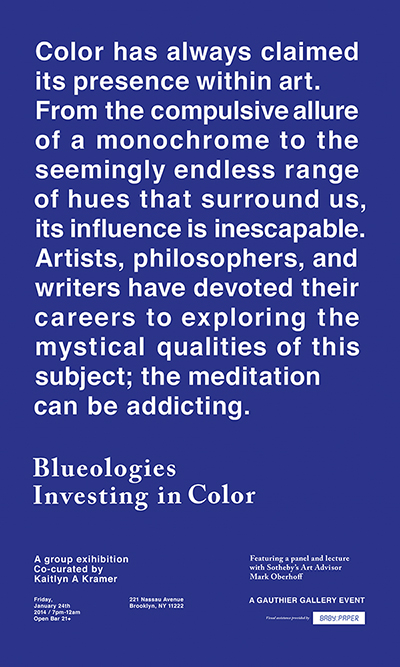 Color has always claimed
its presence within art.
From the compulsive allure
of a monochrome to the
seemingly endless range
of hues that surround us,
its influence is inescapable.
Artists, philosophers, and
writers have devoted their
careers to exploring the
mystical qualities of this
subject; the meditation
can be addicting.
Blueologies
Investing in Color
A group exihibition
Co-curated by
Kaitlyn A Kramer
Friday,
January 24th
2014 / 7pm-12am
Open Bar 21+
221 Nassau Avenue
Brooklyn, NY 11222
Featuring a panel and lecture
with Sotheby's Art Advisor
Mark Oberhoff
A GAUTHIER GALLERY EVENT
Visual assistance provided by
BABY.PAPER